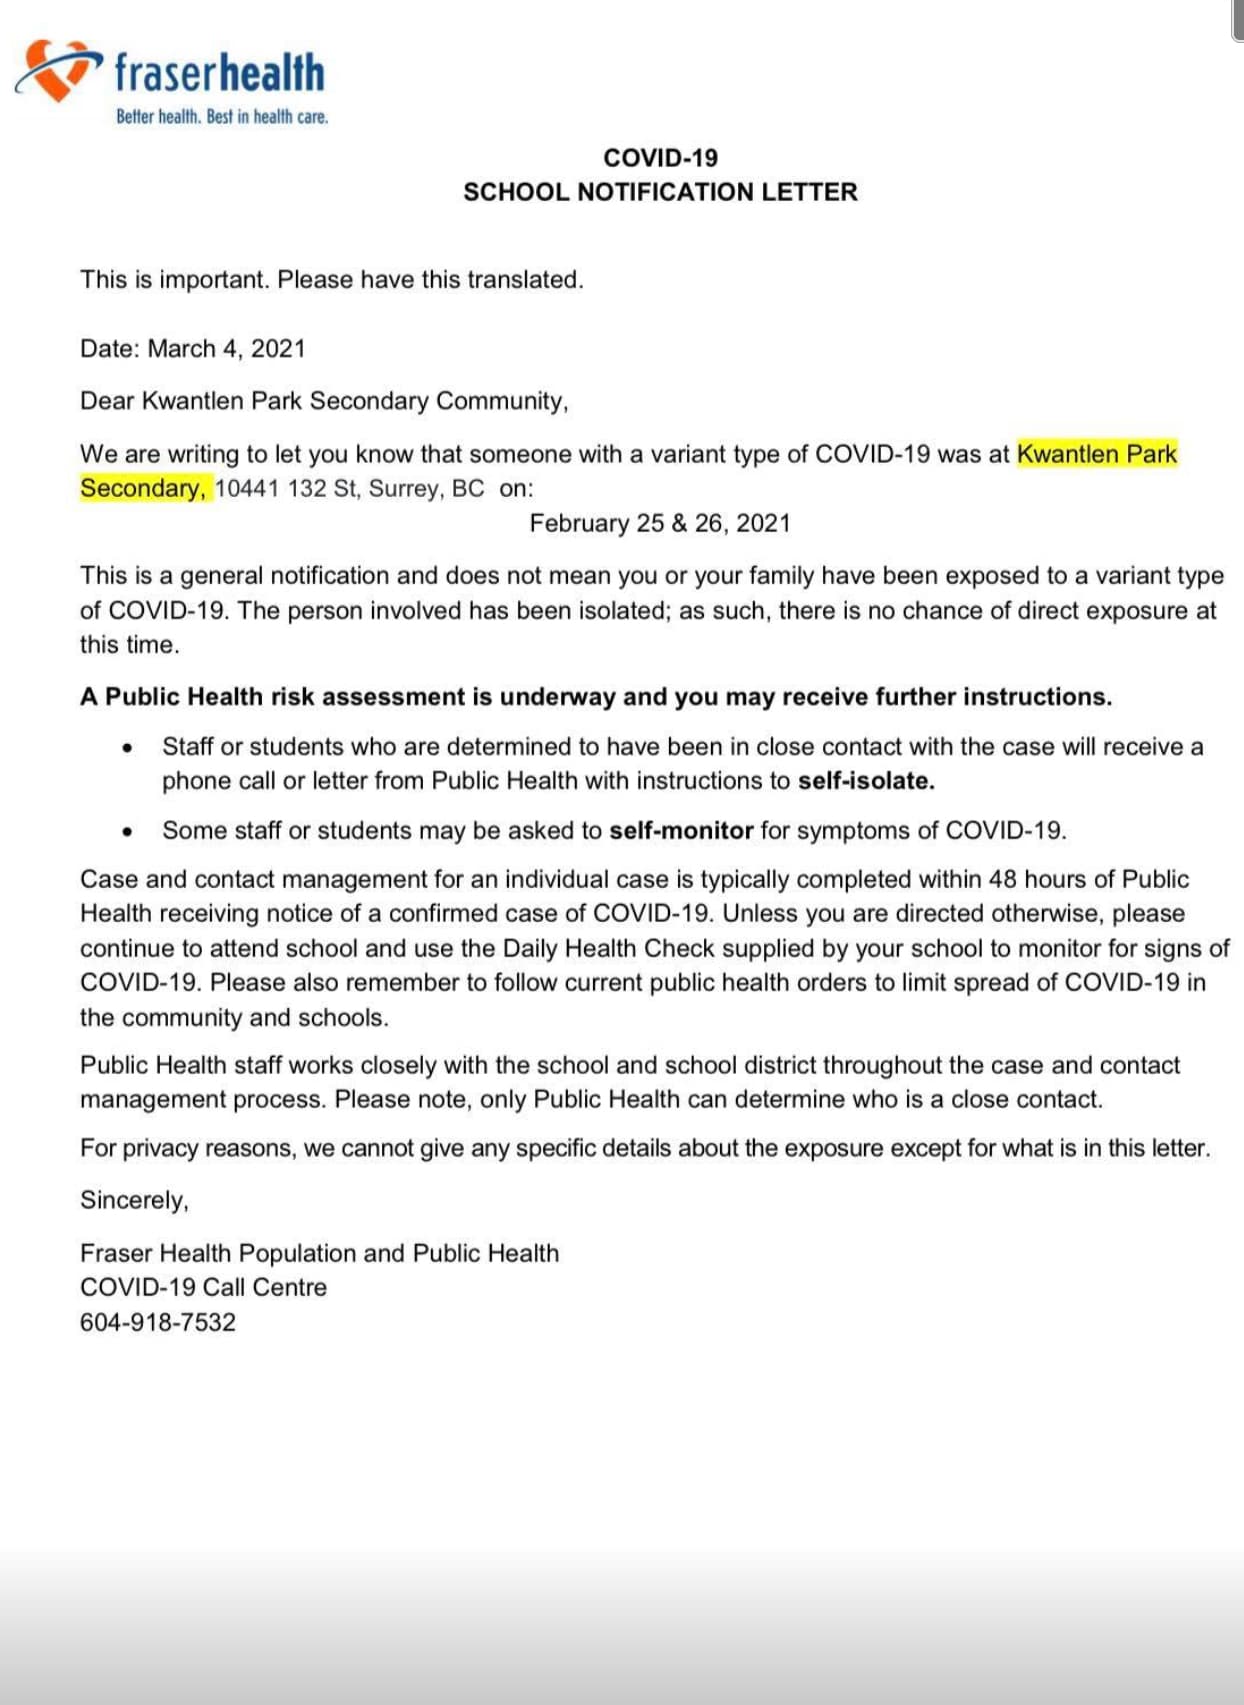 fraserhealth
Better health. Best in health care.
COVID-19
SCHOOL NOTIFICATION LETTER
This is important. Please have this translated.
Date: March 4, 2021
Dear Kwantlen Park Secondary Community,
We are writing to let you know that someone with a variant type of COVID-19 was at Kwantlen Park
Secondary, 10441 132 St, Surrey, BC on:
February 25 & 26, 2021
This is a general notification and does not mean you or your family have been exposed to a variant type
of COVID-19. The person involved has been isolated; as such, there is no chance of direct exposure at
this time.
A Public Health risk assessment is underway and you may receive further instructions.
• Staff or students who are determined to have been in close contact with the case will receive a
phone call or letter from Public Health with instructions to self-isolate.
• Some staff or students may be asked to self-monitor for symptoms of COVID-19.
Case and contact management for an individual case is typically completed within 48 hours of Public
Health receiving notice of a confirmed case of COVID-19. Unless you are directed otherwise, please
continue to attend school and use the Daily Health Check supplied by your school to monitor for signs of
COVID-19. Please also remember to follow current public health orders to limit spread of COVID-19 in
the community and schools.
Public Health staff works closely with the school and school district throughout the case and contact
management process. Please note, only Public Health can determine who is a close contact.
For privacy reasons, we cannot give any specific details about the exposure except for what is in this letter.
Sincerely,
Fraser Health Population and Public Health
COVID-19 Call Centre
604-918-7532